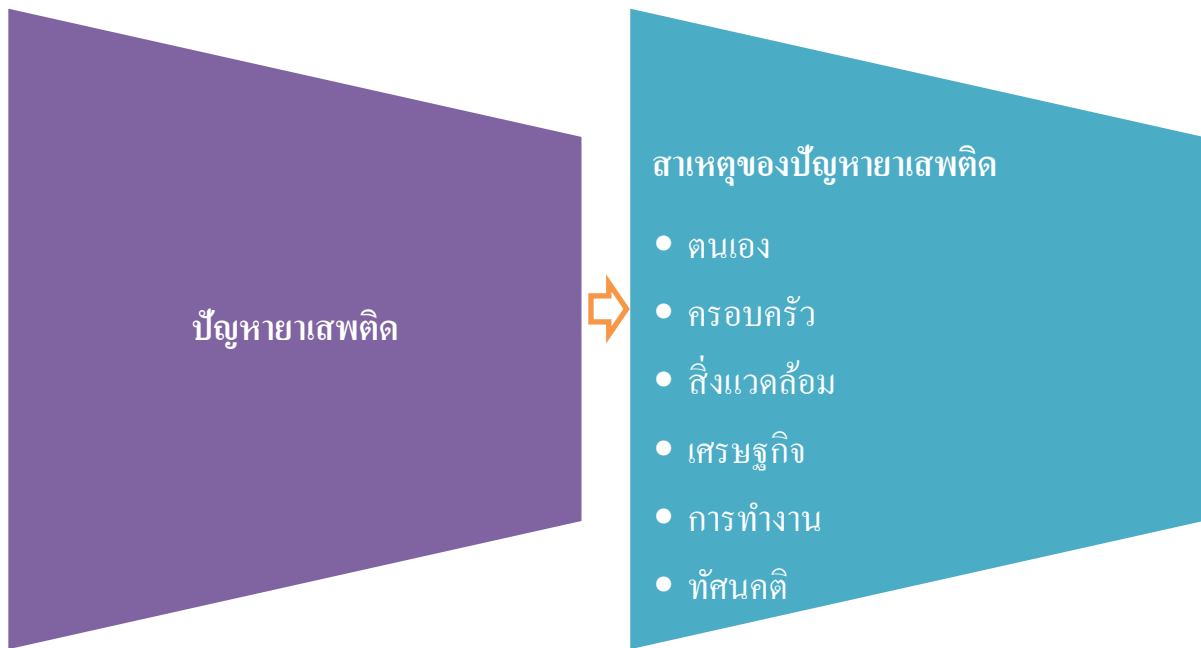 ปัญหายาเสพติด
สาเหตุของปัญหายาเสพติด
• ตนเอง
• ครอบครัว
• สิ่งแวดล้อม
• เศรษฐกิจ
• การทำงาน
• ทัศนคติ